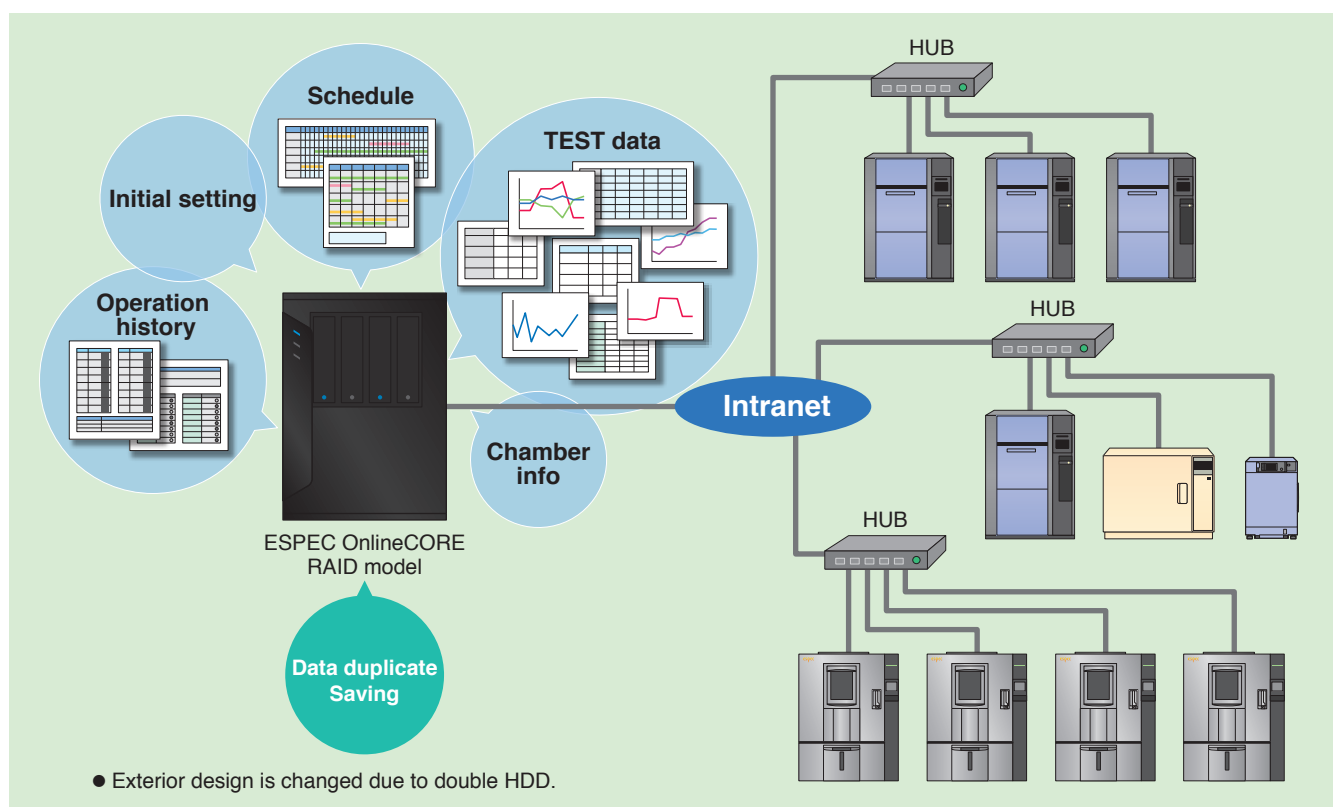 Schedule
TEST data
Initial setting
Operation
history
Chamber
info
ESPEC OnlineCORE
RAID model
Data duplicate
Saving
● Exterior design is changed due to double HDD.
Intranet
HUB
HUB
HUB